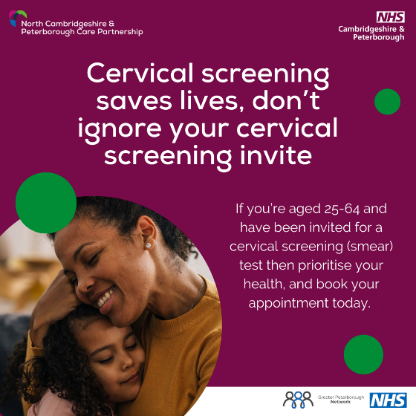 North Cambridgeshire &
Peterborough Care Partnership
NHS
Cambridgeshire &
Peterborough
Cervical screening
saves lives, don't
ignore your cervical
screening invite
If you're aged 25-64 and
have been invited for a
cervical screening (smear)
test then prioritise your
health, and book your
appointment today.
Greater Peterborough
Network
NHS